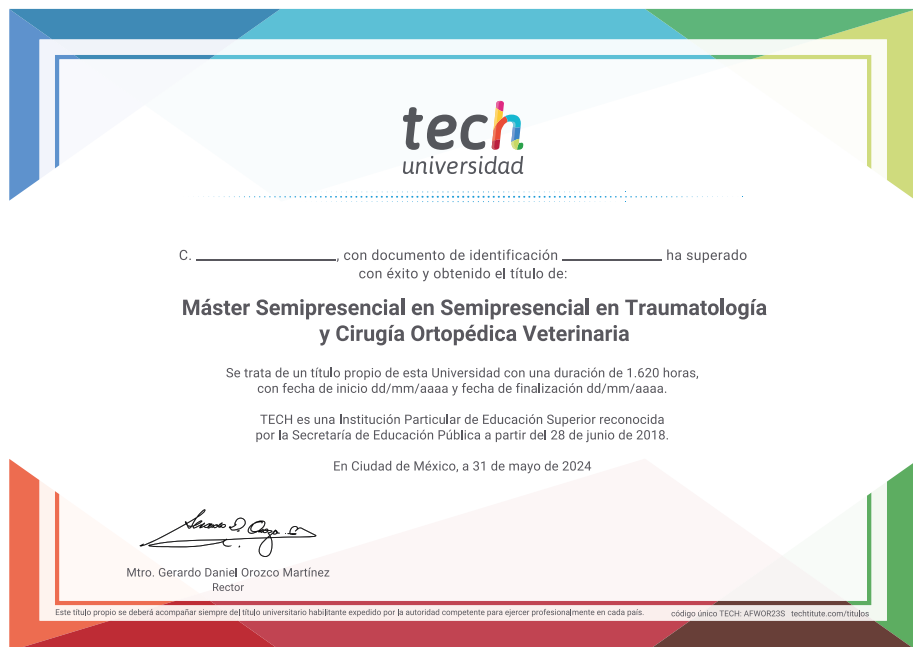 tech
universidad
C. ____________, con documento de identificación ____________ ha superado
con éxito y obtenido el título de:
Máster Semipresencial en Semipresencial en Traumatología
y Cirugía Ortopédica Veterinaria
Se trata de un título propio de esta Universidad con una duración de 1.620 horas,
con fecha de inicio dd/mm/aaaa y fecha de finalización dd/mm/aaaa.
TECH es una Institución Particular de Educación Superior reconocida
por la Secretaría de Educación Pública a partir del 28 de junio de 2018.
En Ciudad de México, a 31 de mayo de 2024
Mtro. Gerardo Daniel Orozco Martínez
Rector
Este título propio se deberá acompañar siempre del título universitario habilitante expedido por la autoridad competente para ejercer profesionalmente en cada país. código único TECH: AFWOR23S techtitute.com/titulos